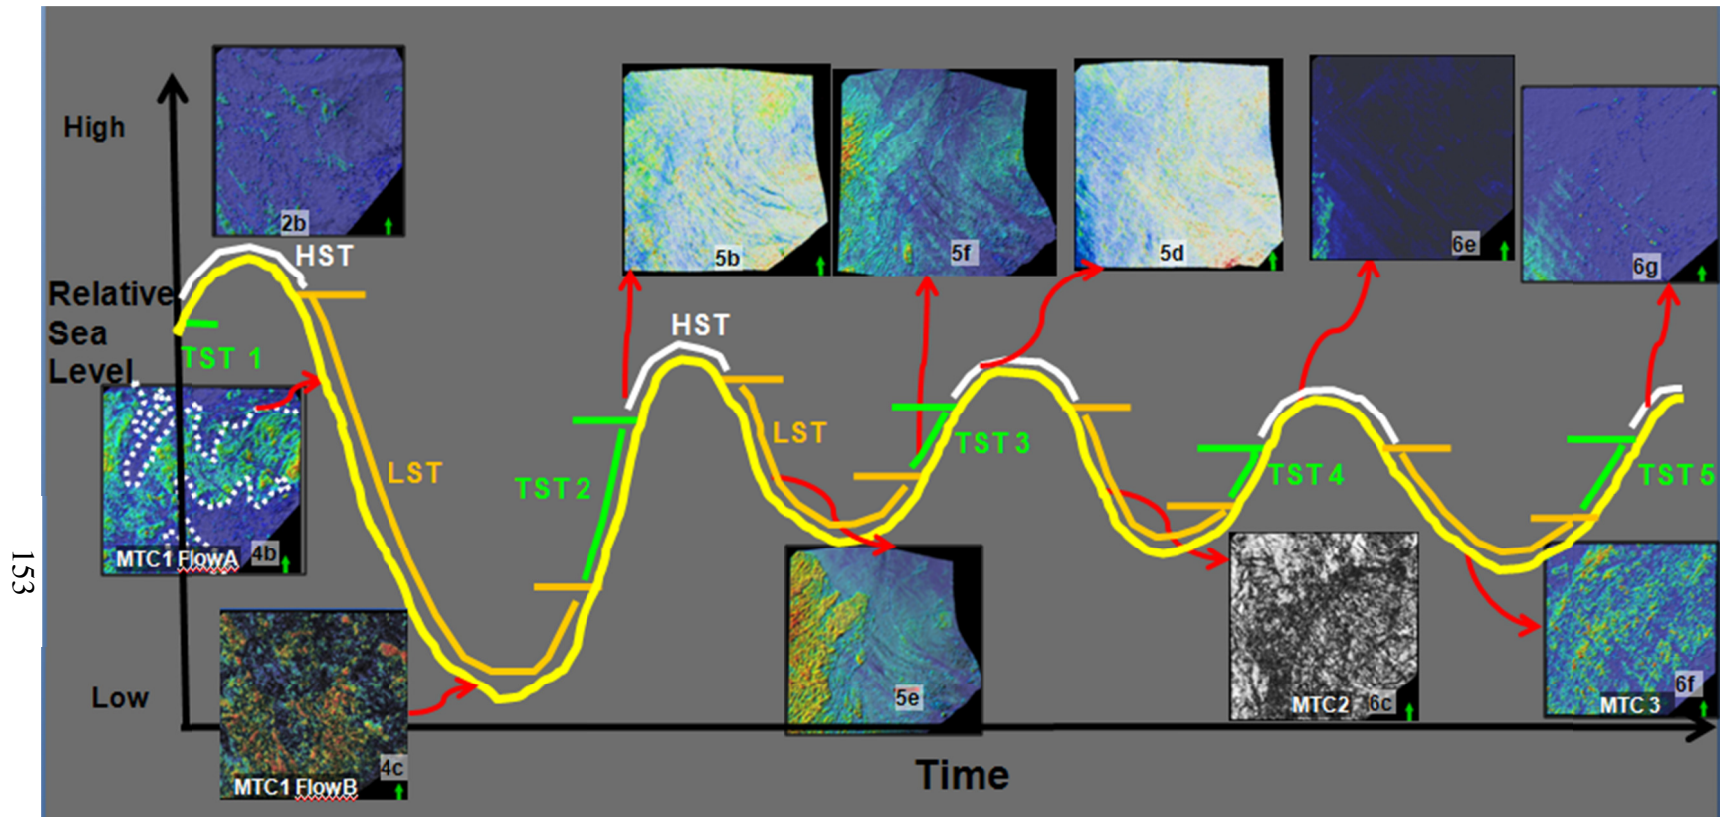 High
2b
5b
5f
5d
6e
6g
HST
Relative
Sea
Level
TST 1
HST
MTC1 FlowA
4b
LST
TST 2
LST
TST 3
TST 4
TST 5
153
Low
MTC1 FlowB
4c
5e
MTC2
6c
MTC 3
6f
Time